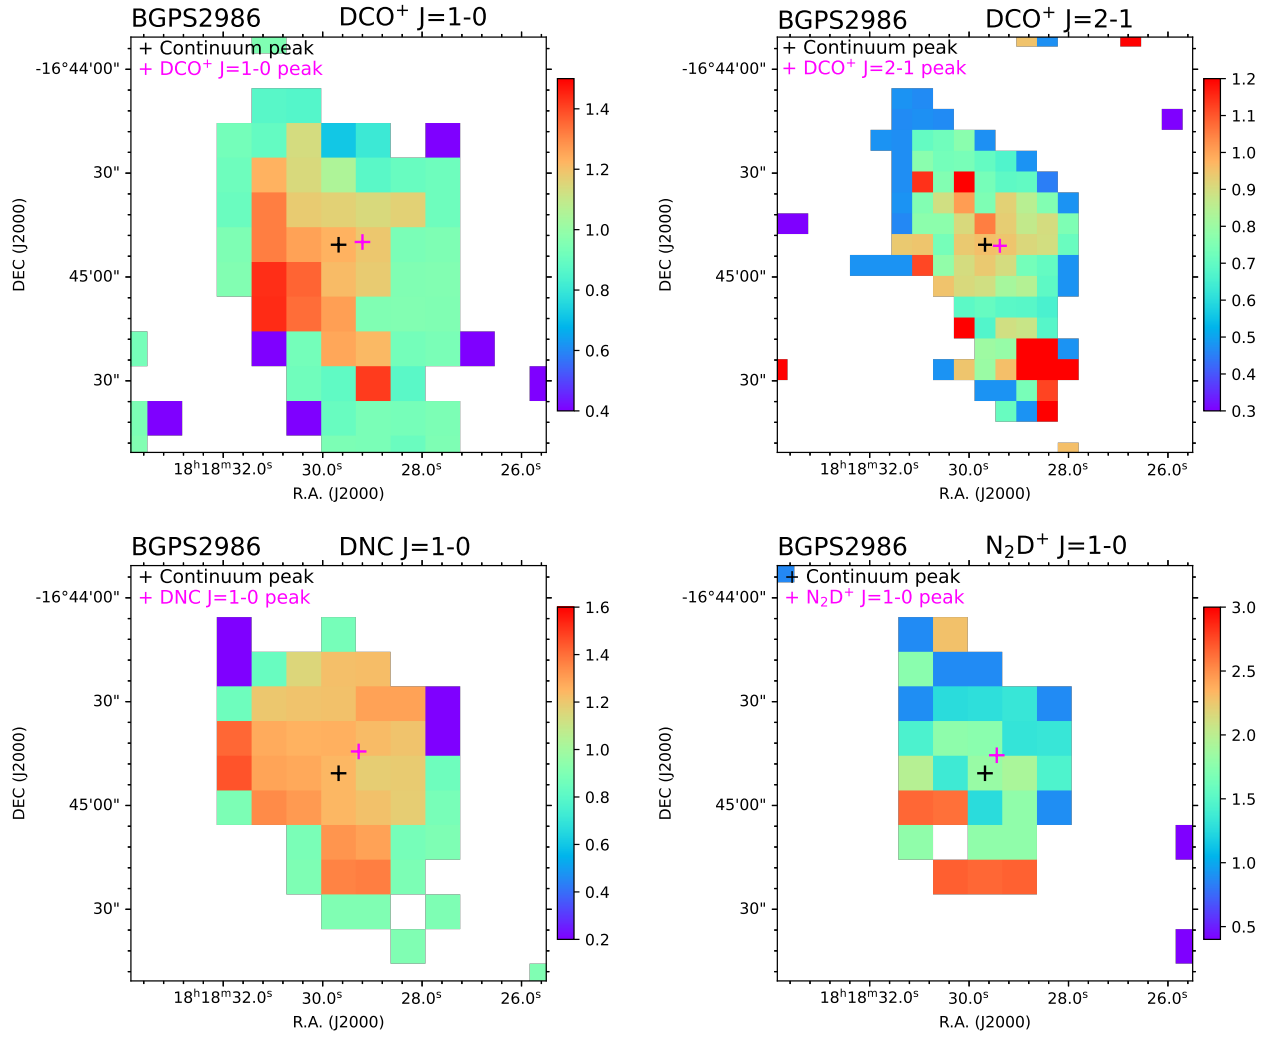 BGPS2986 DCO⁺ J=1-0
+ Continuum peak
+ DCO⁺ J=1-0 peak
-16°44'00"
30"
45'00"
30"
DEC (J2000)
18ʰ18ᵐ32.0ˢ 30.0ˢ 28.0ˢ 26.0ˢ
R.A. (J2000)
1.4
1.2
1.0
0.8
0.6
0.4
BGPS2986 DCO⁺ J=2-1
+ Continuum peak
+ DCO⁺ J=2-1 peak
-16°44'00"
30"
45'00"
30"
DEC (J2000)
18ʰ18ᵐ32.0ˢ 30.0ˢ 28.0ˢ 26.0ˢ
R.A. (J2000)
1.2
1.1
1.0
0.9
0.8
0.7
0.6
0.5
0.4
0.3
BGPS2986 DNC J=1-0
+ Continuum peak
+ DNC J=1-0 peak
-16°44'00"
30"
45'00"
30"
DEC (J2000)
18ʰ18ᵐ32.0ˢ 30.0ˢ 28.0ˢ 26.0ˢ
R.A. (J2000)
1.6
1.4
1.2
1.0
0.8
0.6
0.4
0.2
BGPS2986 N₂D⁺ J=1-0
+ Continuum peak
+ N₂D⁺ J=1-0 peak
-16°44'00"
30"
45'00"
30"
DEC (J2000)
18ʰ18ᵐ32.0ˢ 30.0ˢ 28.0ˢ 26.0ˢ
R.A. (J2000)
3.0
2.5
2.0
1.5
1.0
0.5